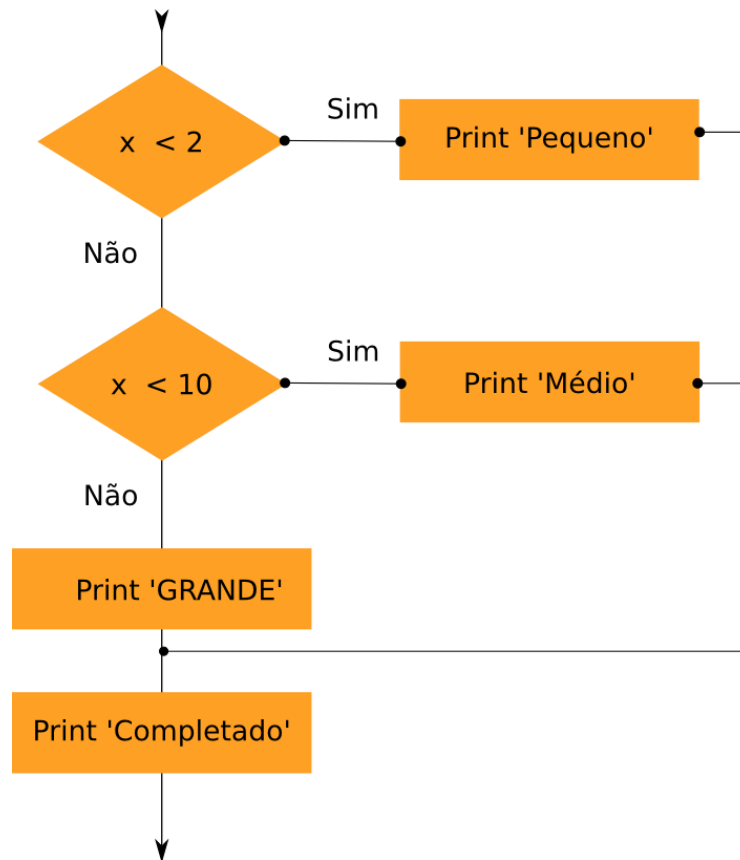 x < 2
Sim
Print 'Pequeno'
Não
x < 10
Sim
Print 'Médio'
Não
Print 'GRANDE'
Print 'Completado'